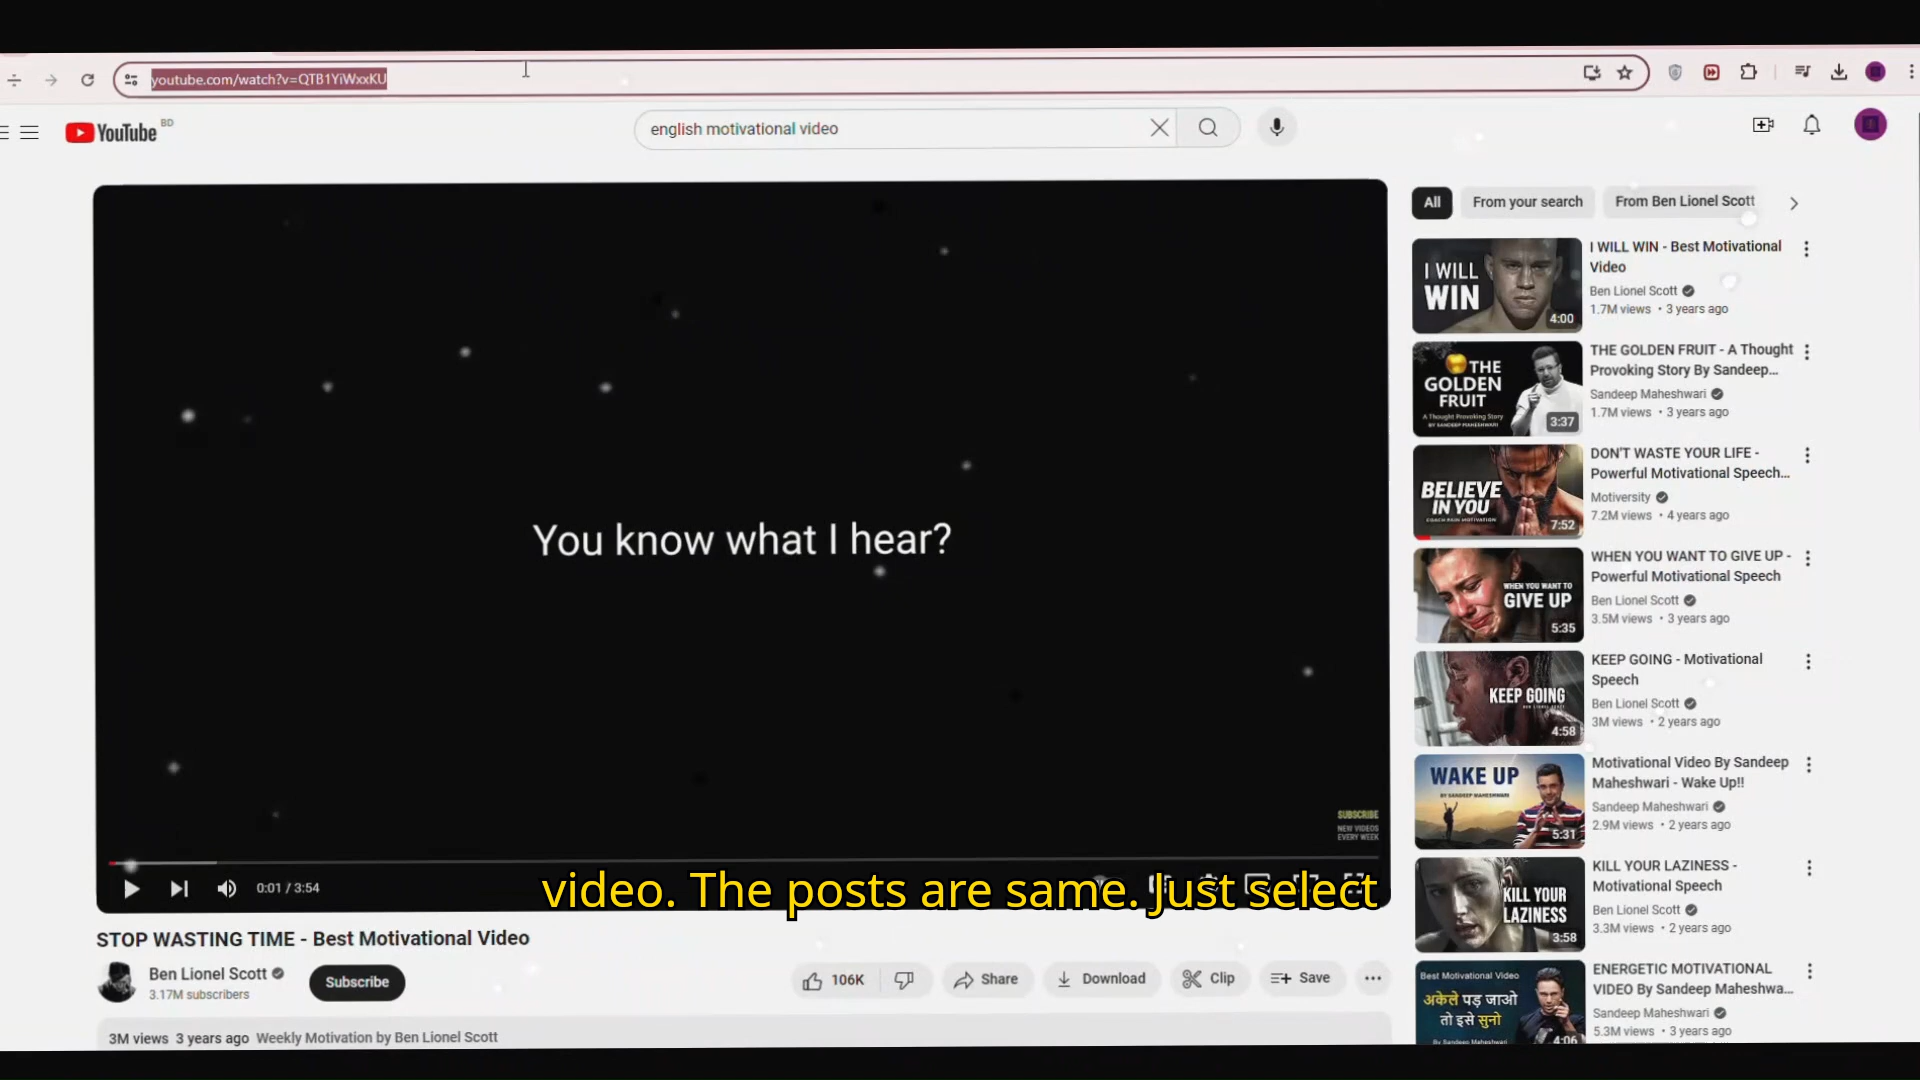 youtube.com/watch?v=QTB1YiWxxKU
YouTube BD
english motivational video
All
From your search
From Ben Lionel Scott
You know what I hear?
SUBSCRIBE
NEW VIDEOS
EVERY WEEK
0:01 / 3:54
video. The posts are same. Just select
STOP WASTING TIME - Best Motivational Video
Ben Lionel Scott
3.17M subscribers
Subscribe
106K
Share
Download
Clip
Save
3M views 3 years ago Weekly Motivation by Ben Lionel Scott
I WILL
WIN
4:00
I WILL WIN - Best Motivational
Video
Ben Lionel Scott
1.7M views • 3 years ago
THE
GOLDEN
FRUIT
A Thought Provoking Story
BY SANDEEP MAHESHWARI
3:37
THE GOLDEN FRUIT - A Thought
Provoking Story By Sandeep...
Sandeep Maheshwari
1.7M views • 3 years ago
BELIEVE
IN YOU
COACH PAIN MOTIVATION
7:52
DON'T WASTE YOUR LIFE -
Powerful Motivational Speech...
Motiversity
7.2M views • 4 years ago
WHEN YOU WANT TO
GIVE UP
5:35
WHEN YOU WANT TO GIVE UP -
Powerful Motivational Speech
Ben Lionel Scott
3.5M views • 3 years ago
KEEP GOING
BEN LIONEL SCOTT
4:58
KEEP GOING - Motivational
Speech
Ben Lionel Scott
3M views • 2 years ago
WAKE UP
BY SANDEEP MAHESHWARI
5:31
Motivational Video By Sandeep
Maheshwari - Wake Up!!
Sandeep Maheshwari
2.9M views • 2 years ago
KILL YOUR
LAZINESS
3:58
KILL YOUR LAZINESS -
Motivational Speech
Ben Lionel Scott
3.3M views • 2 years ago
Best Motivational Video
अकेले पड़ जाओ
तो इसे सुनो
By Sandeep Maheshwari
4:06
ENERGETIC MOTIVATIONAL
VIDEO By Sandeep Maheshwa...
Sandeep Maheshwari
5.3M views • 3 years ago